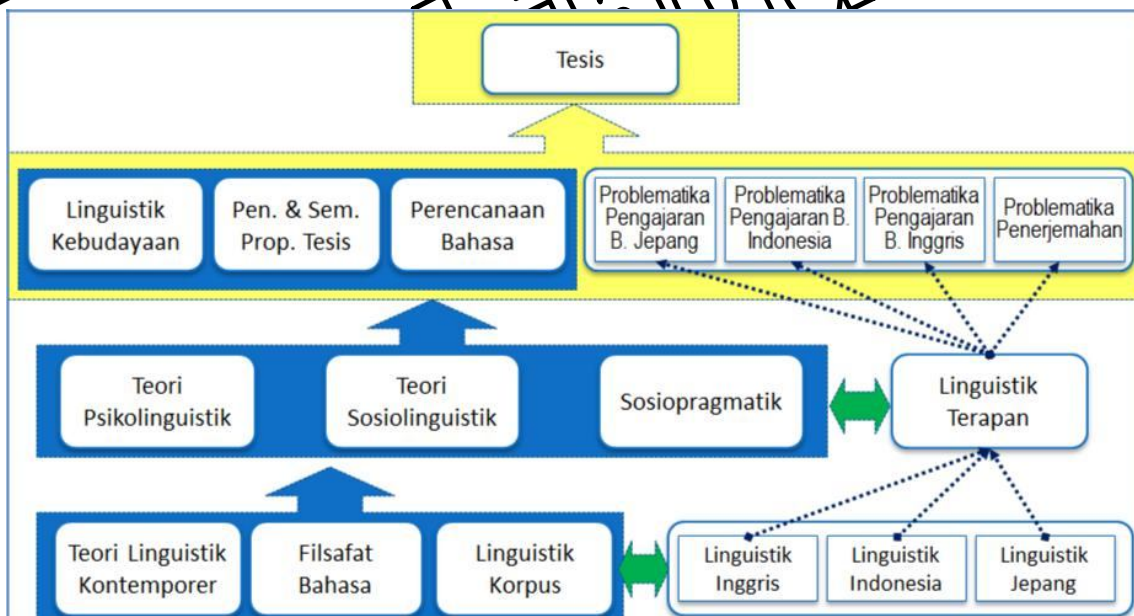 Tesis
Linguistik
Kebudayaan
Pen. & Sem.
Prop. Tesis
Perencanaan
Bahasa
Problematika
Pengajaran
B. Jepang
Problematika
Pengajaran B.
Indonesia
Problematika
Pengajaran
B. Inggris
Problematika
Penerjemahan
Teori
Psikolinguistik
Teori
Sosiolinguistik
Sosiopragmatik
Linguistik
Terapan
Teori Linguistik
Kontemporer
Filsafat
Bahasa
Linguistik
Korpus
Linguistik
Inggris
Linguistik
Indonesia
Linguistik
Jepang